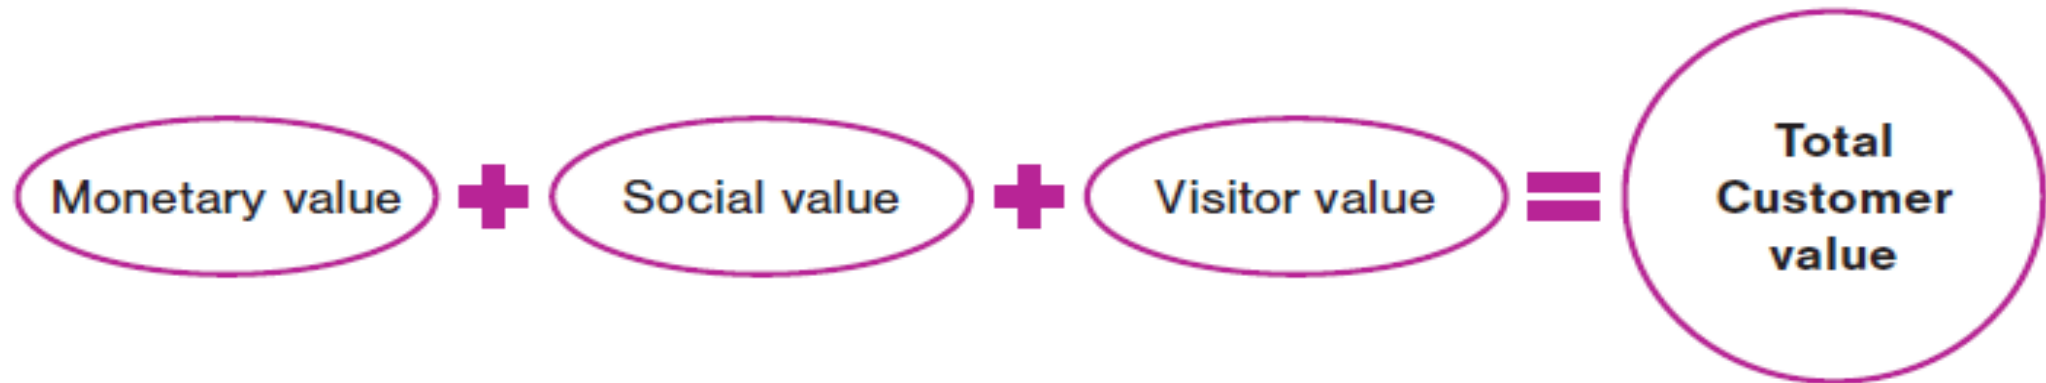 Monetary value
Social value
Visitor value
Total
Customer
value